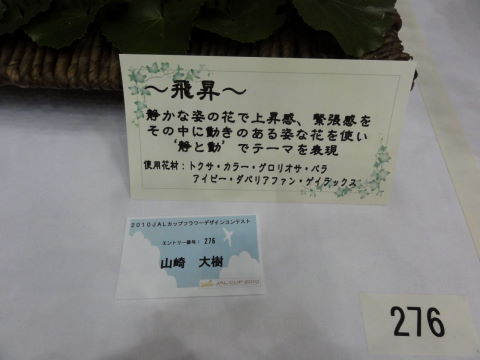 ～飛昇～
静かな姿の花で上昇感、緊張感を
その中に動きのある姿な花を使い
‘静と動’でテーマを表現
使用花材：トクサ・カラー・グロリオサ・バラ
アイビー・ダバリアファン・ゲイラックス
2010JALカップフラワーデザインコンテスト
エントリー番号： 276
山崎 大樹
JAL CUP 2010
276